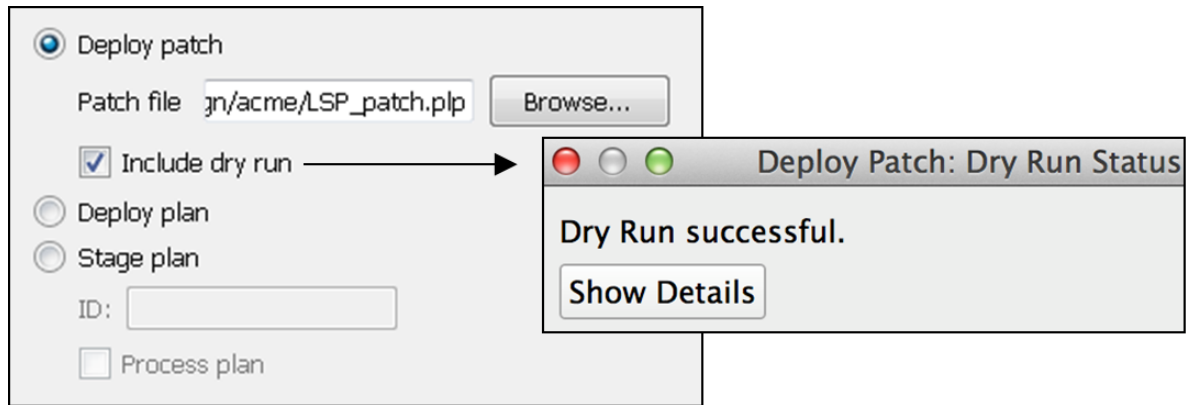 Deploy patch
Patch file gn/acme/LSP_patch.plp Browse...
Include dry run
Deploy plan
Stage plan
ID:
Process plan
Deploy Patch: Dry Run Status
Dry Run successful.
Show Details